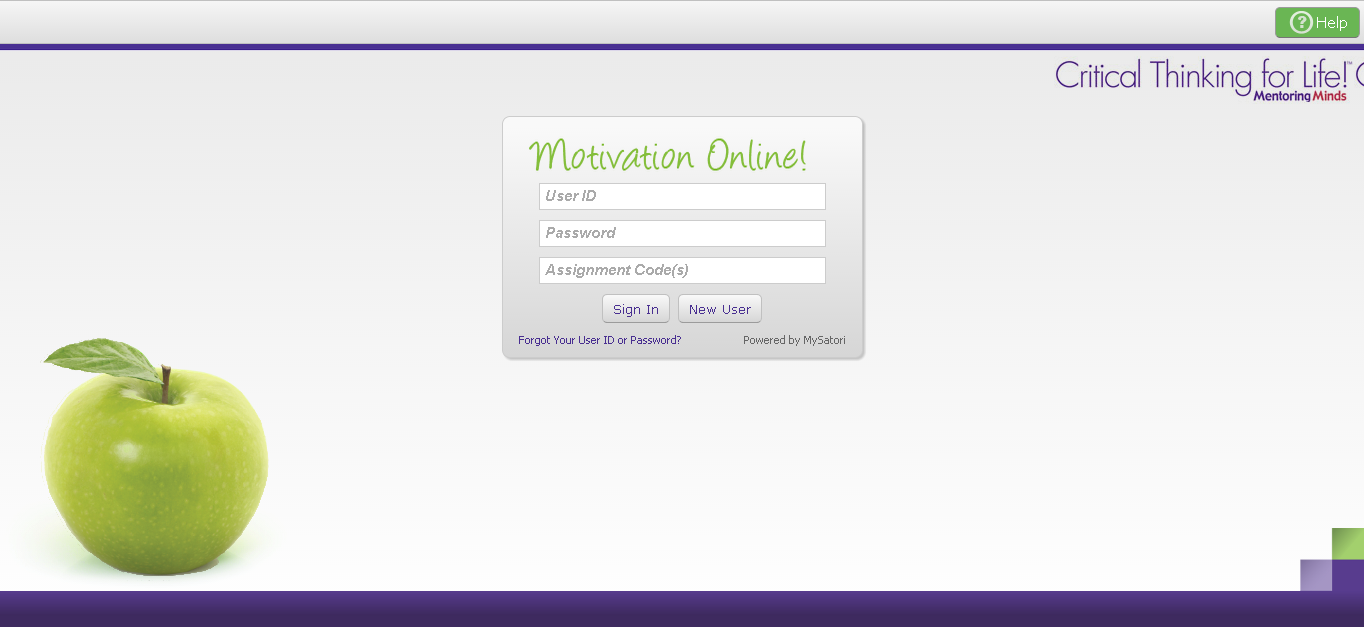 Help
Critical Thinking for Life!™
Mentoring Minds
Motivation Online!
User ID
Password
Assignment Code(s)
Sign In New User
Forgot Your User ID or Password? Powered by MySatori